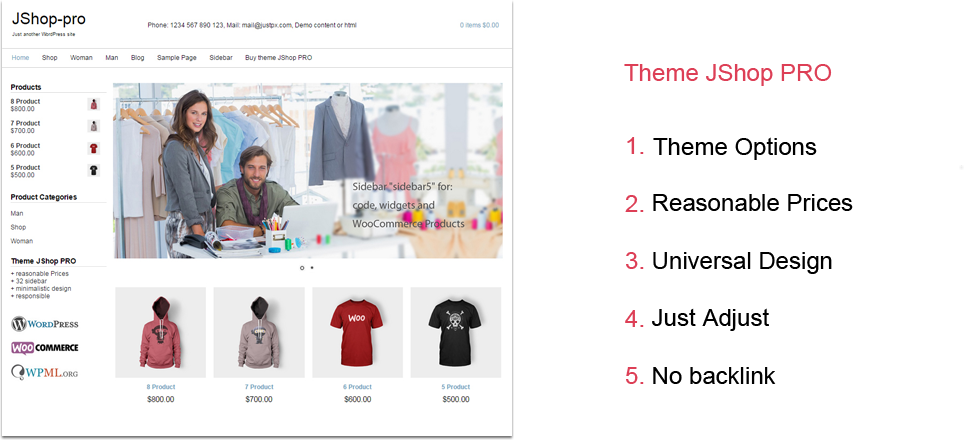 JShop-pro
Just another WordPress site
Phone: 1234 567 890 123, Mail: mail@justpx.com, Demo content or html
0 items $0.00
Home Shop Woman Man Blog Sample Page Sidebar Buy theme JShop PRO
Products
8 Product
$800.00
7 Product
$700.00
6 Product
$600.00
5 Product
$500.00
Product Categories
Man
Shop
Woman
Theme JShop PRO
+ reasonable Prices
+ 32 sidebar
+ minimalistic design
+ responsible
WORDPRESS
WOO COMMERCE
WPML.ORG
Sidebar "sidebar5" for:
code, widgets and
WooCommerce Products
WOO
8 Product
$800.00
7 Product
$700.00
6 Product
$600.00
5 Product
$500.00
Theme JShop PRO
1. Theme Options
2. Reasonable Prices
3. Universal Design
4. Just Adjust
5. No backlink